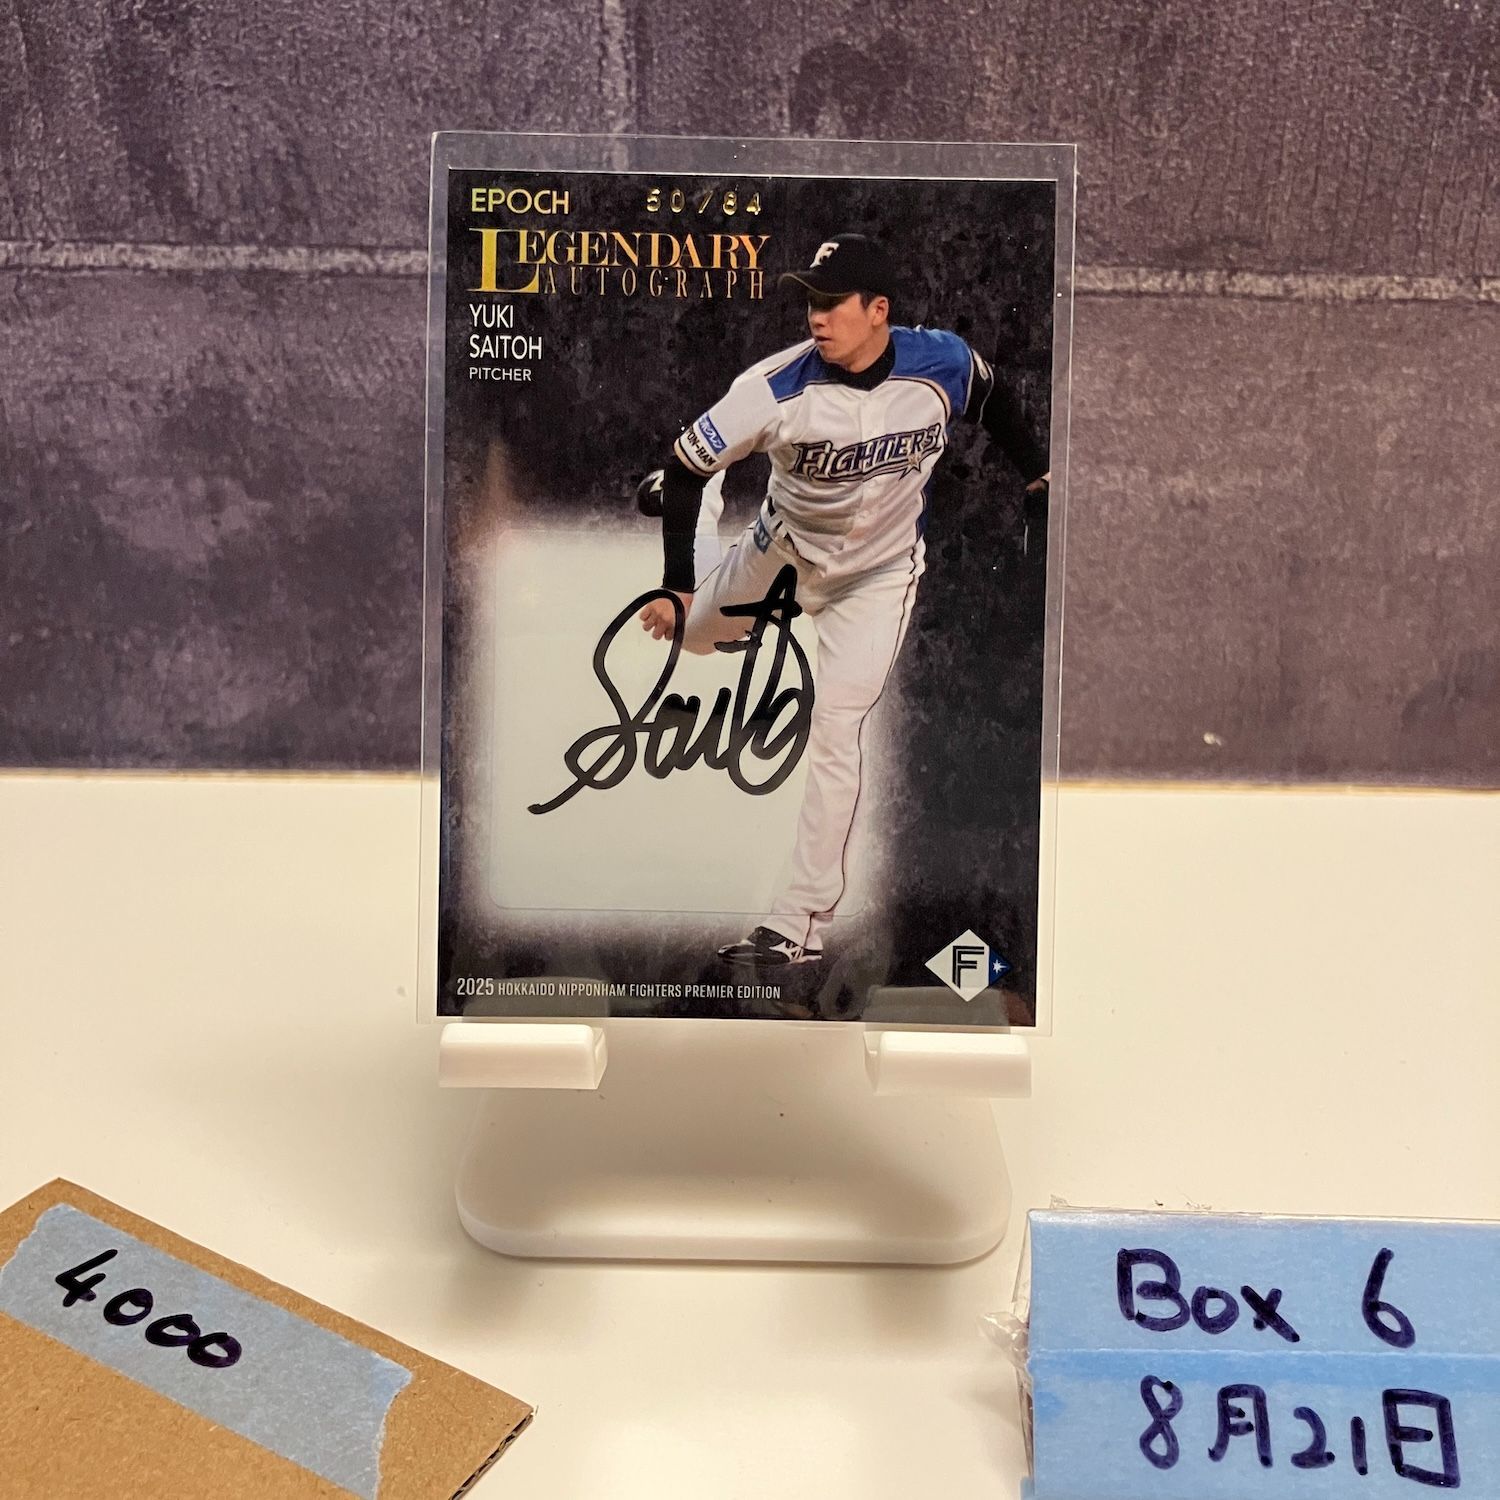 EPOCH 50/84
LEGENDARY
AUTOGRAPH
YUKI
SAITOH
PITCHER
F
FIGHTERS
Saito
F
2025 HOKKAIDO NIPPONHAM FIGHTERS PREMIER EDITION
4000
Box 6
8月21日